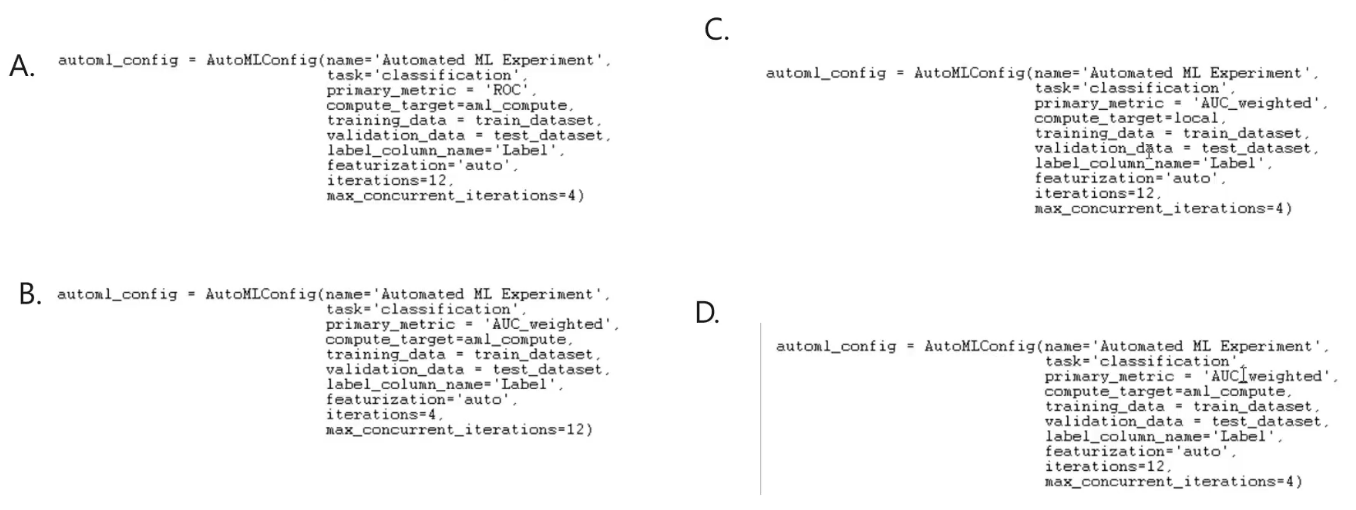 A.
automl_config = AutoMLConfig(name='Automated ML Experiment',
task='classification',
primary_metric = 'ROC',
compute_target=aml_compute,
training_data = train_dataset,
validation_data = test_dataset,
label_column_name='Label',
featurization='auto',
iterations=12,
max_concurrent_iterations=4)
B.
automl_config = AutoMLConfig(name='Automated ML Experiment',
task='classification',
primary_metric = 'AUC_weighted',
compute_target=aml_compute,
training_data = train_dataset,
validation_data = test_dataset,
label_column_name='Label',
featurization='auto',
iterations=4,
max_concurrent_iterations=12)
C.
automl_config = AutoMLConfig(name='Automated ML Experiment',
task='classification',
primary_metric = 'AUC_weighted',
compute_target=local,
training_data = train_dataset,
validation_data = test_dataset,
label_column_name='Label',
featurization='auto',
iterations=12,
max_concurrent_iterations=4)
D.
automl_config = AutoMLConfig(name='Automated ML Experiment',
task='classification',
primary_metric = 'AUC_weighted',
compute_target=aml_compute,
training_data = train_dataset,
validation_data = test_dataset,
label_column_name='Label',
featurization='auto',
iterations=12,
max_concurrent_iterations=4)